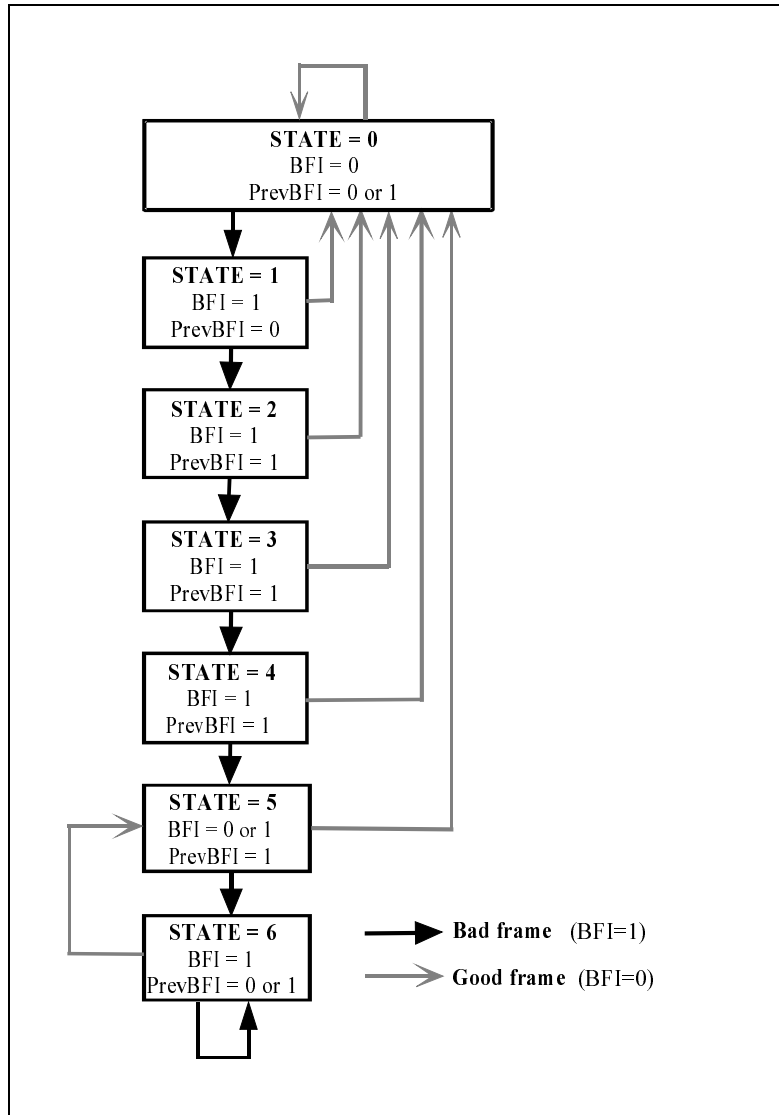 STATE = 0
BFI = 0
PrevBFI = 0 or 1
STATE = 1
BFI = 1
PrevBFI = 0
STATE = 2
BFI = 1
PrevBFI = 1
STATE = 3
BFI = 1
PrevBFI = 1
STATE = 4
BFI = 1
PrevBFI = 1
STATE = 5
BFI = 0 or 1
PrevBFI = 1
STATE = 6
BFI = 1
PrevBFI = 0 or 1
Bad frame (BFI=1)
Good frame (BFI=0)